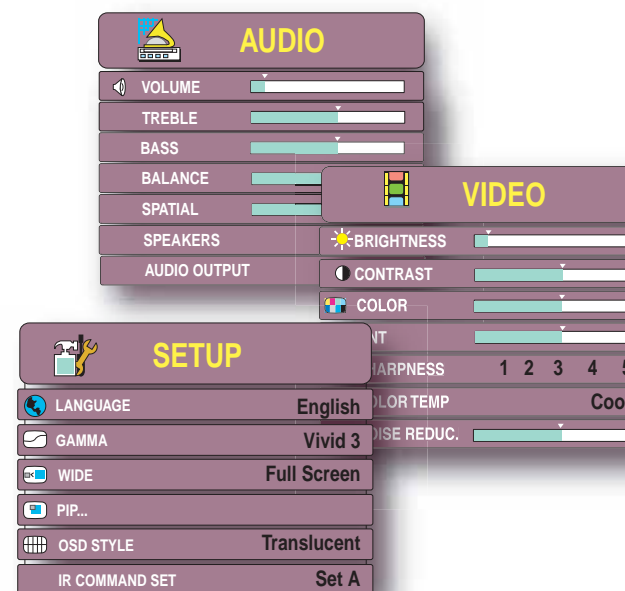 AUDIO
VOLUME
TREBLE
BASS
BALANCE
SPATIAL
SPEAKERS
AUDIO OUTPUT
VIDEO
BRIGHTNESS
CONTRAST
COLOR
NT
HARPNESS 1 2 3 4 5
OLOR TEMP Coo
OISE REDUC.
SETUP
LANGUAGE English
GAMMA Vivid 3
WIDE Full Screen
PIP...
OSD STYLE Translucent
IR COMMAND SET Set A